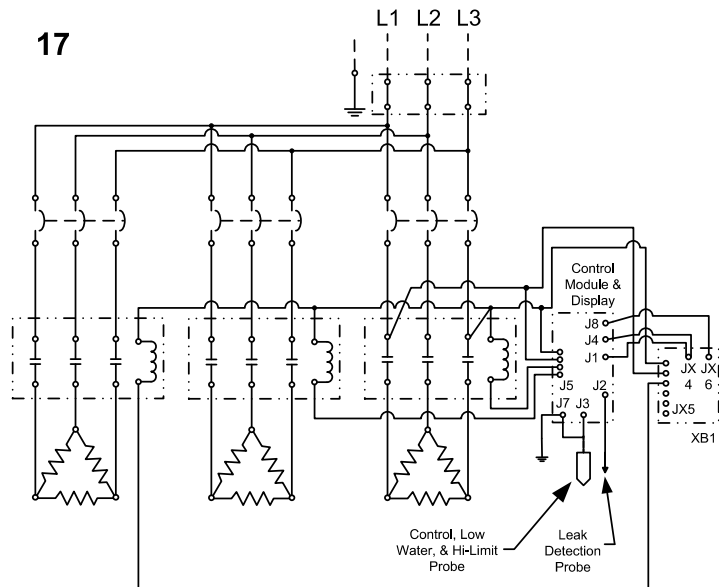 17
L1 L2 L3
Control
Module &
Display
J8
J4
J1
J5 J2
J7 J3
JX JX
4 6
JX5
XB1
Control, Low
Water, & Hi-Limit
Probe
Leak
Detection
Probe